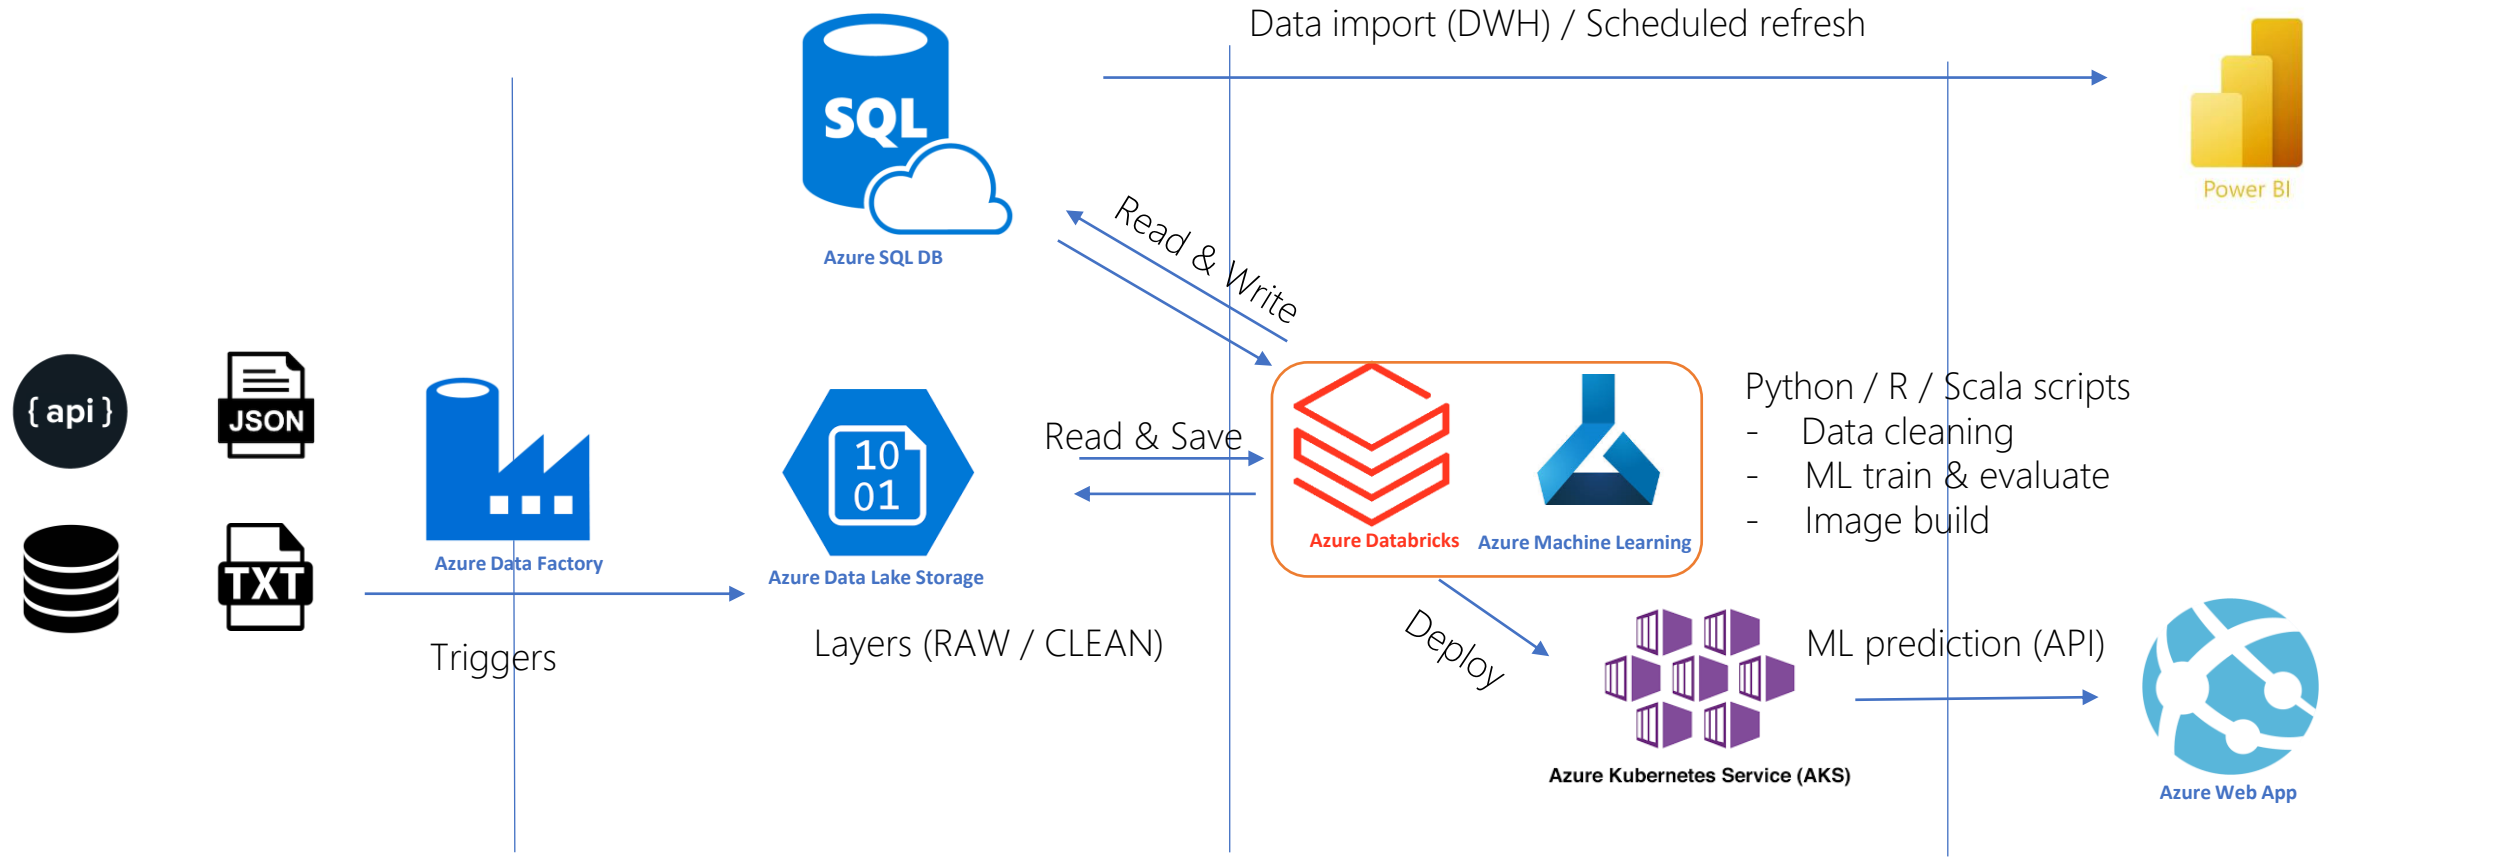 Data import (DWH) / Scheduled refresh
SQL
Power BI
Azure SQL DB
Read & Write
{ api }
JSON
TXT
Azure Data Factory
Triggers
10
01
Azure Data Lake Storage
Layers (RAW / CLEAN)
Read & Save
Azure Databricks
Azure Machine Learning
Python / R / Scala scripts
- Data cleaning
- ML train & evaluate
- Image build
Deploy
Azure Kubernetes Service (AKS)
ML prediction (API)
Azure Web App